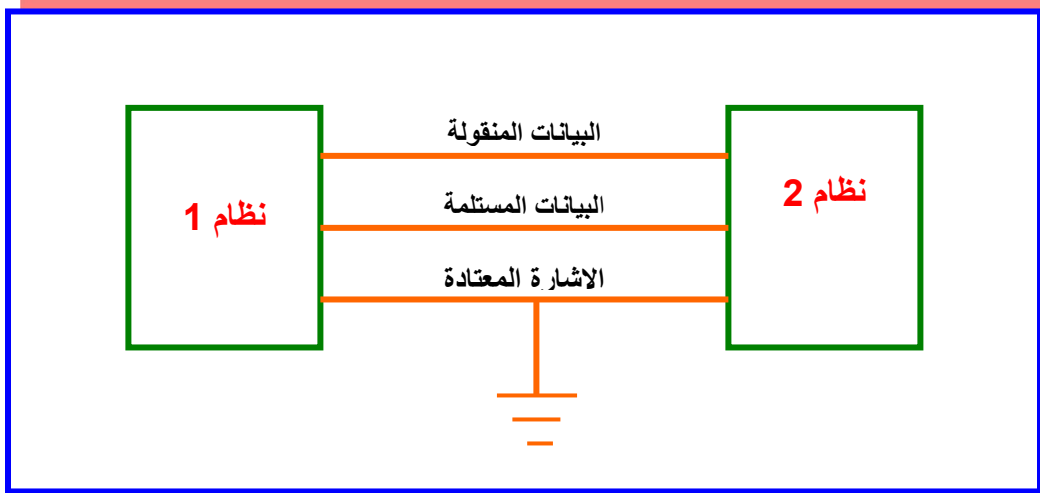 البيانات المنقولة
نظام 2
البيانات المستلمة
نظام 1
الاشارة المعتادة